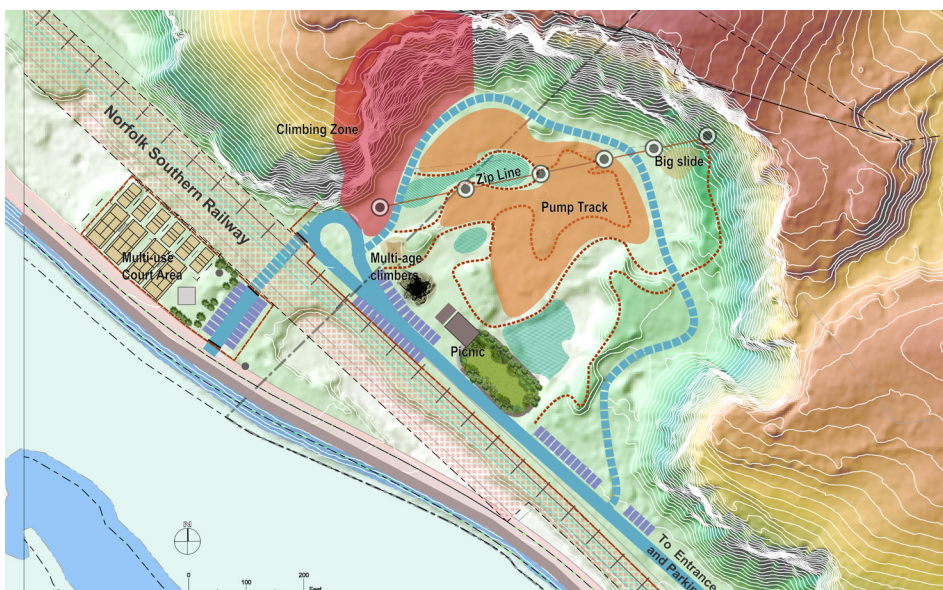 Climbing Zone
Norfolk Southern Railway
Zip Line
Big slide
Pump Track
Multi-use
Court Area
Multi-age
climbers
Picnic
N
To Entrance
and Parkin
0
100
200
Feet